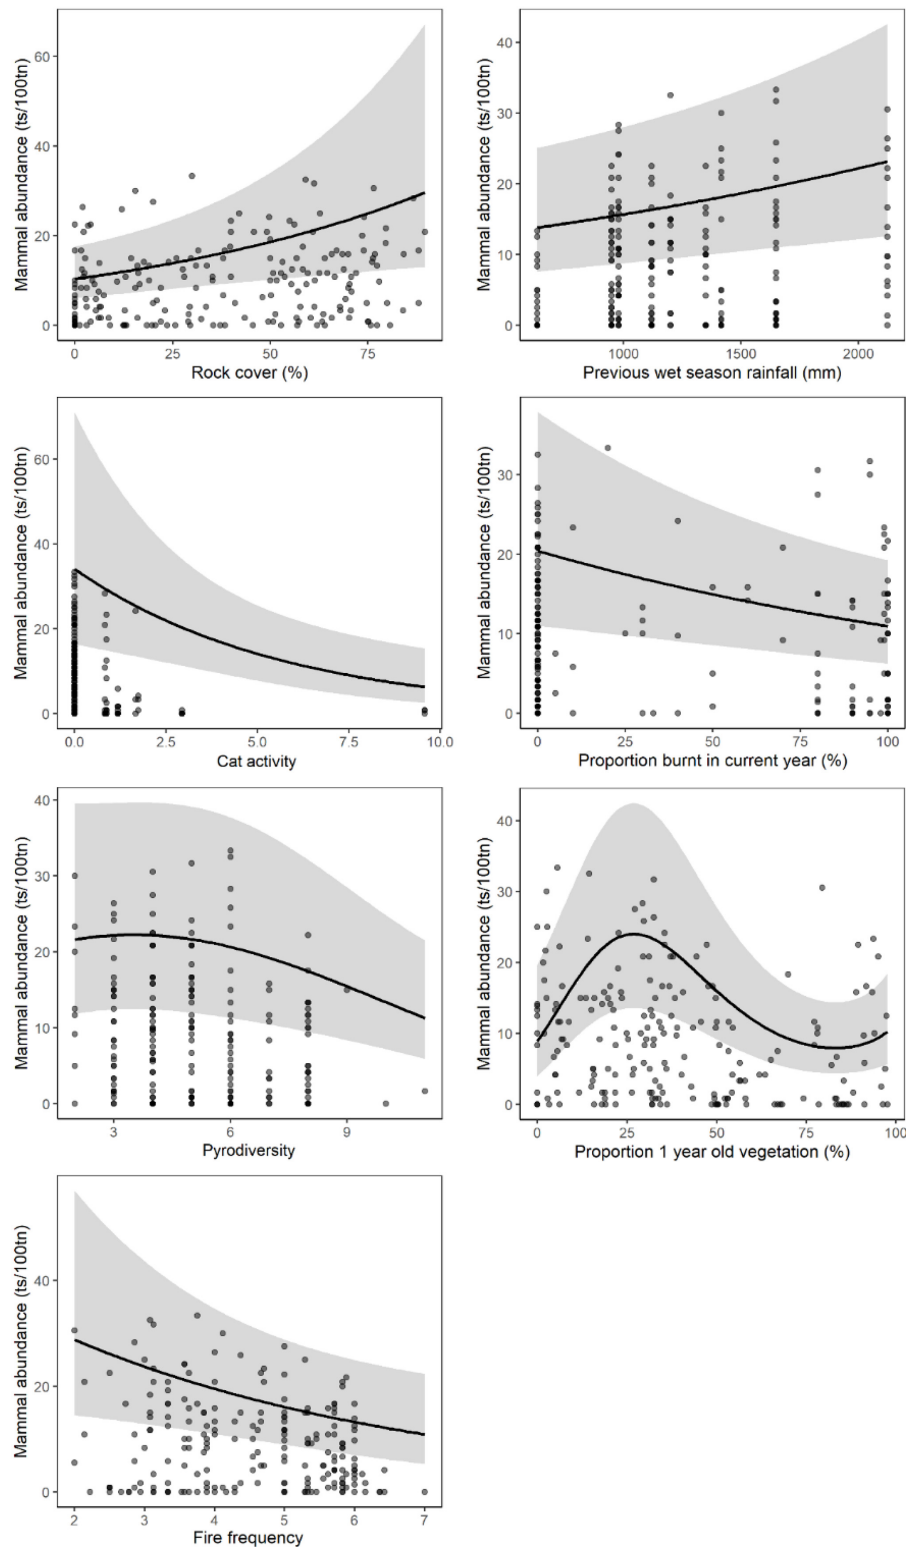 Mammal abundance (ts/100tn)
60
40
20
0
0 25 50 75
Rock cover (%)
Mammal abundance (ts/100tn)
40
30
20
10
0
1000 1500 2000
Previous wet season rainfall (mm)
Mammal abundance (ts/100tn)
60
40
20
0
0.0 2.5 5.0 7.5 10.0
Cat activity
Mammal abundance (ts/100tn)
30
20
10
0
0 25 50 75 100
Proportion burnt in current year (%)
Mammal abundance (ts/100tn)
40
30
20
10
0
3 6 9
Pyrodiversity
Mammal abundance (ts/100tn)
40
30
20
10
0
0 25 50 75 100
Proportion 1 year old vegetation (%)
Mammal abundance (ts/100tn)
40
20
0
2 3 4 5 6 7
Fire frequency